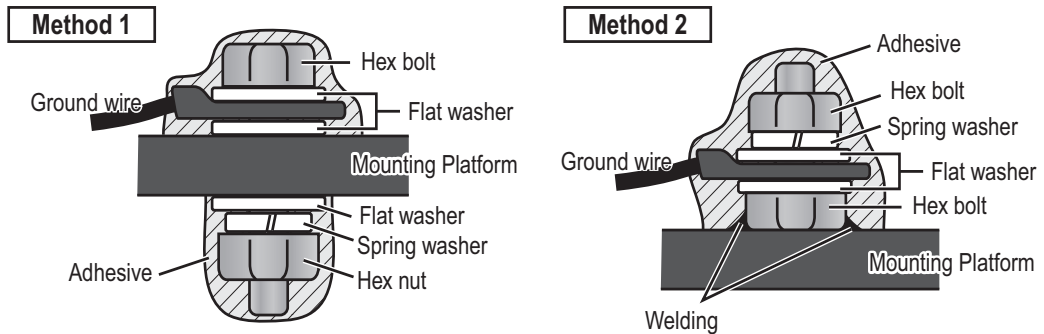 Method 1
Hex bolt
Ground wire
Flat washer
Mounting Platform
Flat washer
Spring washer
Adhesive
Hex nut
Method 2
Adhesive
Hex bolt
Spring washer
Ground wire
Flat washer
Hex bolt
Mounting Platform
Welding